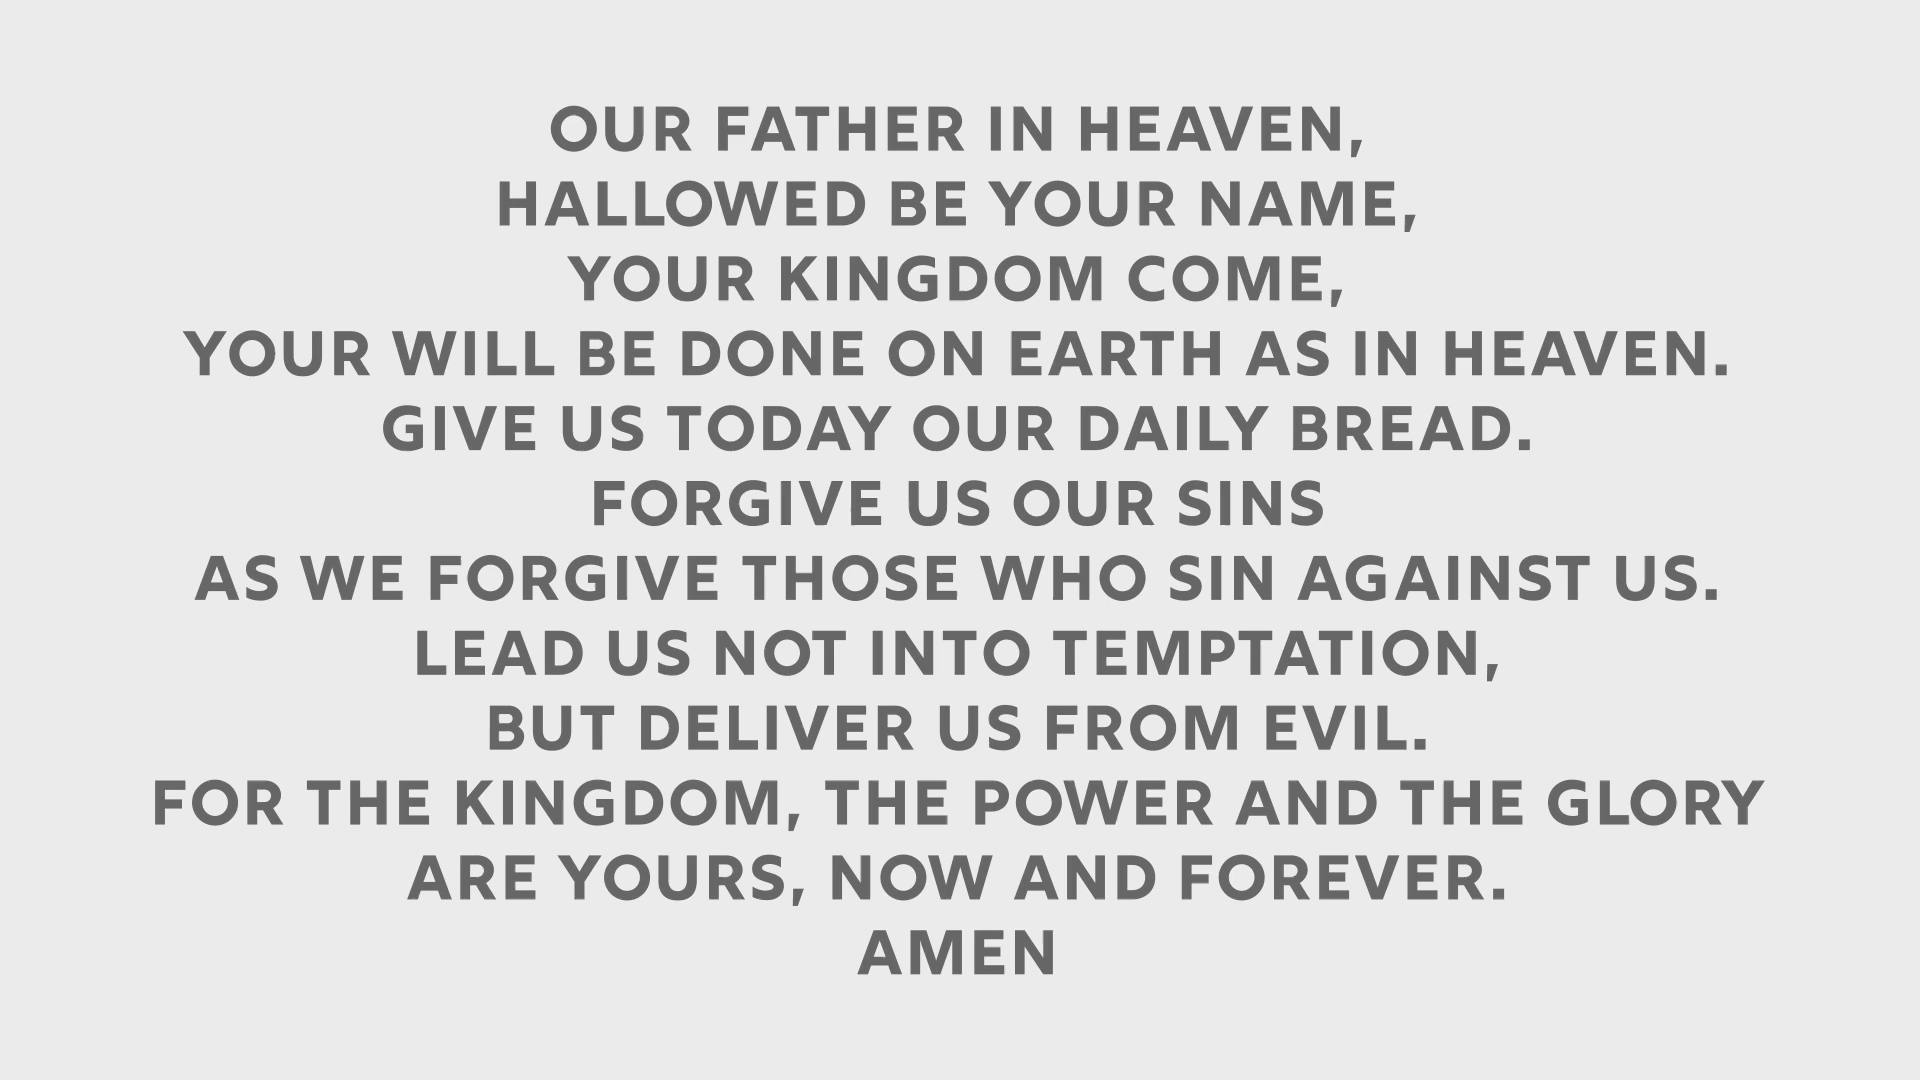 OUR FATHER IN HEAVEN,
HALLOWED BE YOUR NAME,
YOUR KINGDOM COME,
YOUR WILL BE DONE ON EARTH AS IN HEAVEN.
GIVE US TODAY OUR DAILY BREAD.
FORGIVE US OUR SINS
AS WE FORGIVE THOSE WHO SIN AGAINST US.
LEAD US NOT INTO TEMPTATION,
BUT DELIVER US FROM EVIL.
FOR THE KINGDOM, THE POWER AND THE GLORY
ARE YOURS, NOW AND FOREVER.
AMEN